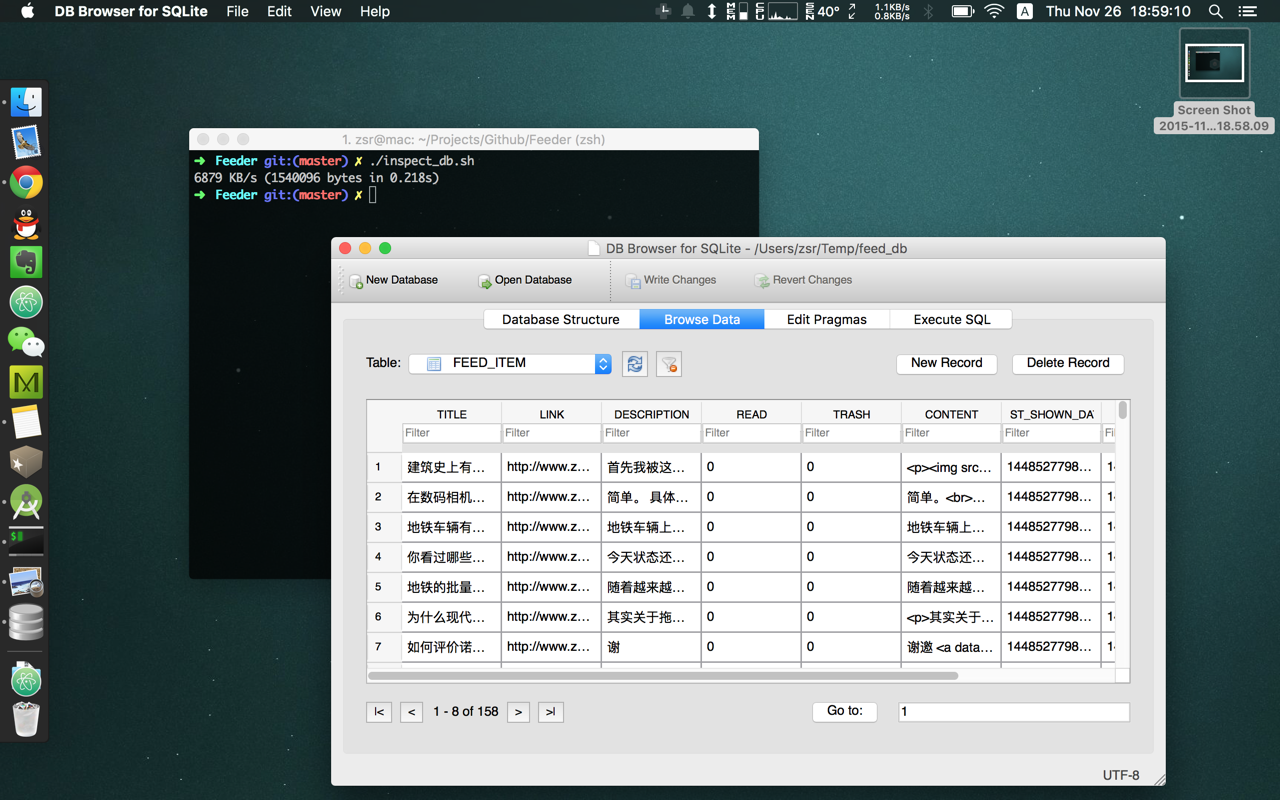 DB Browser for SQLite File Edit View Help MEM CPU SEN 40° 1.1KB/s 0.8KB/s A Thu Nov 26 18:59:10
Screen Shot
2015-11...18.58.09
1. zsr@mac: ~/Projects/Github/Feeder (zsh)
➜ Feeder git:(master) ✗ ./inspect_db.sh
6879 KB/s (1540096 bytes in 0.218s)
➜ Feeder git:(master) ✗
DB Browser for SQLite - /Users/zsr/Temp/feed_db
New Database Open Database Write Changes Revert Changes
Database Structure Browse Data Edit Pragmas Execute SQL
Table: FEED_ITEM New Record Delete Record
TITLE LINK DESCRIPTION READ TRASH CONTENT ST_SHOWN_DA
Filter Filter Filter Filter Filter Filter Filter Fi
1 建筑史上有... http://www.z... 首先我被这... 0 0 <p><img src... 1448527798... 1
2 在数码相机... http://www.z... 简单。 具体... 0 0 简单。<br>... 1448527798... 1
3 地铁车辆有... http://www.z... 地铁车辆上... 0 0 地铁车辆上... 1448527798... 1
4 你看过哪些... http://www.z... 今天状态还... 0 0 今天状态还... 1448527798... 1
5 地铁的批量... http://www.z... 随着越来越... 0 0 随着越来越... 1448527798... 1
6 为什么现代... http://www.z... 其实关于拖... 0 0 <p>其实关于... 1448527798... 1
7 如何评价诺... http://www.z... 谢 0 0 谢邀 <a data... 1448527798... 1
|< < 1 - 8 of 158 > >| Go to: 1
UTF-8